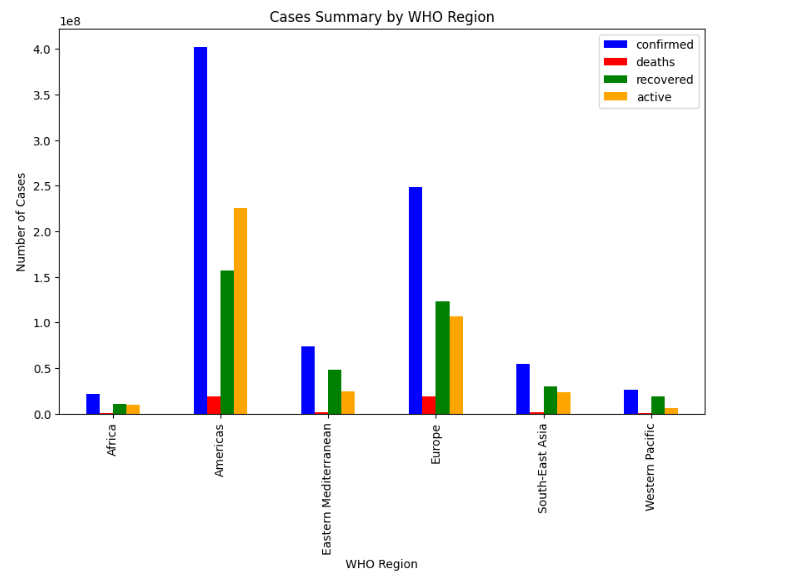 Cases Summary by WHO Region
1e8
4.0
3.5
3.0
2.5
2.0
1.5
1.0
0.5
0.0
Number of Cases
confirmed
deaths
recovered
active
Africa
Americas
Eastern Mediterranean
Europe
South-East Asia
Western Pacific
WHO Region